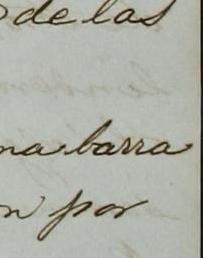 de las
na barra
n por